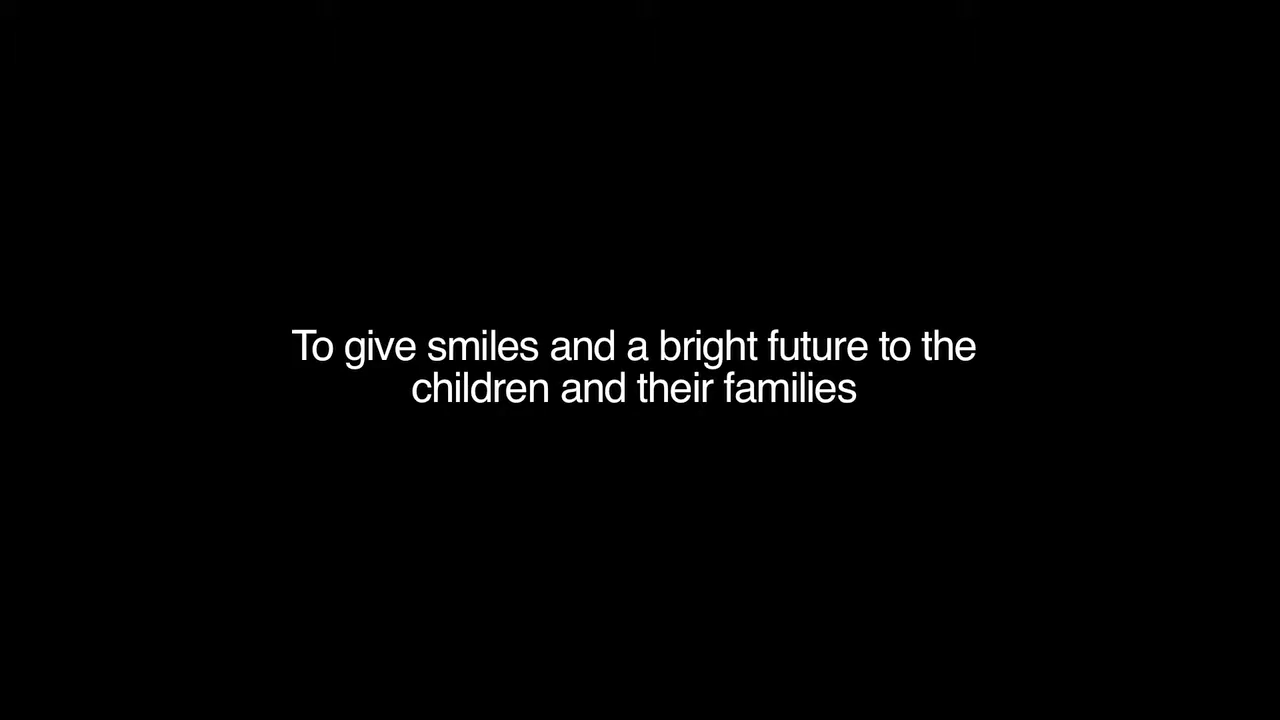 To give smiles and a bright future to the
children and their families